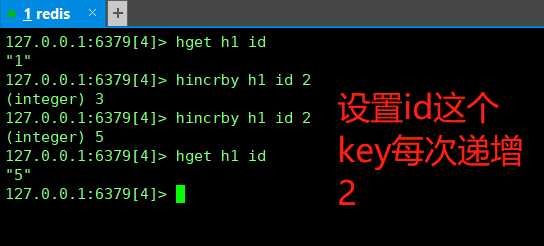 1 redis
127.0.0.1:6379[4]> hget h1 id
"1"
127.0.0.1:6379[4]> hincrby h1 id 2
(integer) 3
127.0.0.1:6379[4]> hincrby h1 id 2
(integer) 5
127.0.0.1:6379[4]> hget h1 id
"5"
127.0.0.1:6379[4]>
设置id这个
key每次递增
2